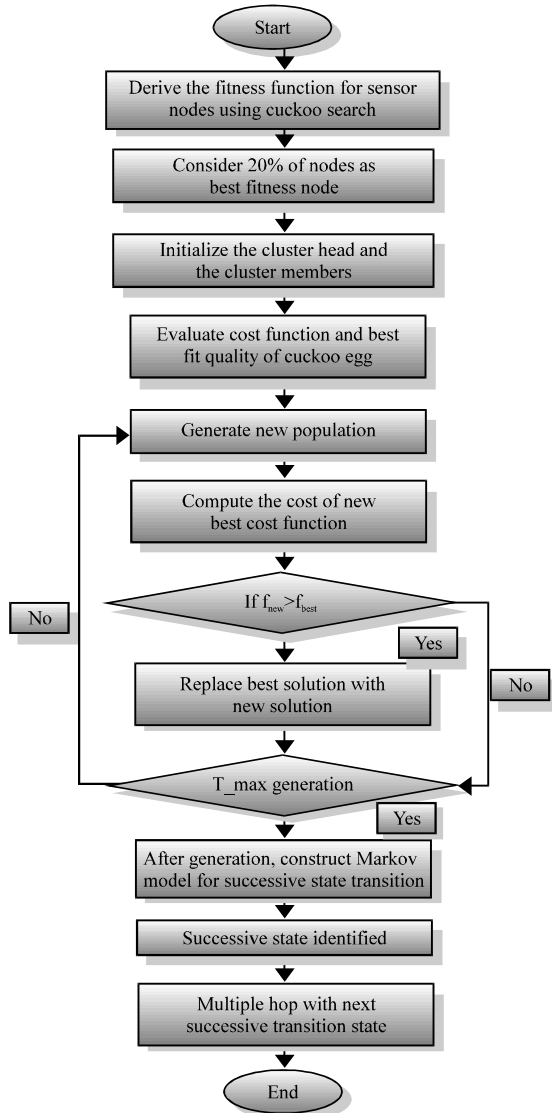 Start
Derive the fitness function for sensor
nodes using cuckoo search
Consider 20% of nodes as
best fitness node
Initialize the cluster head and
the cluster members
Evaluate cost function and best
fit quality of cuckoo egg
Generate new population
Compute the cost of new
best cost function
If fnew>fbest
No
Yes
Replace best solution with
new solution
No
T_max generation
Yes
After generation, construct Markov
model for successive state transition
Successive state identified
Multiple hop with next
successive transition state
End